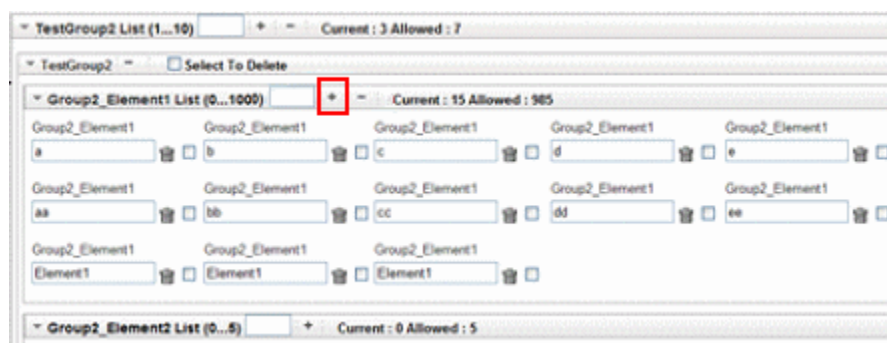 TestGroup2 List (1...10) + - Current : 3 Allowed : 7
TestGroup2 - Select To Delete
Group2_Element1 List (0...1000) + - Current : 15 Allowed : 985
Group2_Element1 Group2_Element1 Group2_Element1 Group2_Element1 Group2_Element1
a b c d e
Group2_Element1 Group2_Element1 Group2_Element1 Group2_Element1 Group2_Element1
aa bb cc dd ee
Group2_Element1 Group2_Element1 Group2_Element1
Element1 Element1 Element1
Group2_Element2 List (0...5) + Current : 0 Allowed : 5